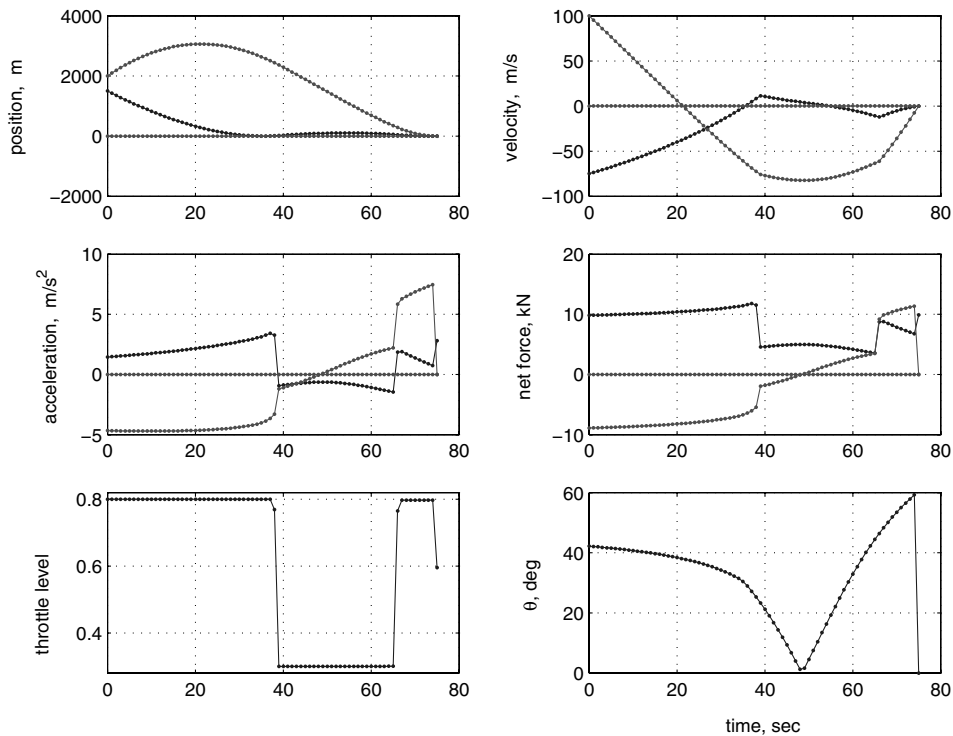 4000
2000
0
−2000
position, m
0 20 40 60 80
100
50
0
−50
−100
velocity, m/s
0 20 40 60 80
10
5
0
−5
acceleration, m/s²
0 20 40 60 80
20
10
0
−10
net force, kN
0 20 40 60 80
0.8
0.6
0.4
throttle level
0 20 40 60 80
60
40
20
0
θ, deg
0 20 40 60 80
time, sec